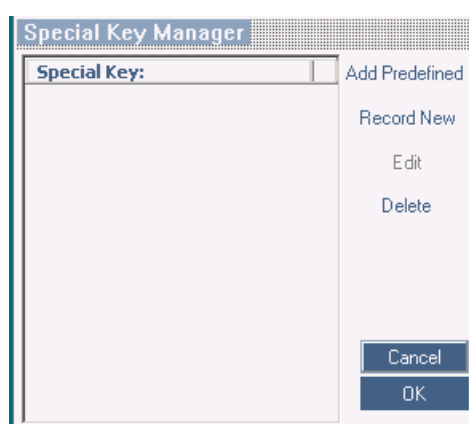 Special Key Manager
Special Key:
Add Predefined
Record New
Edit
Delete
Cancel
OK